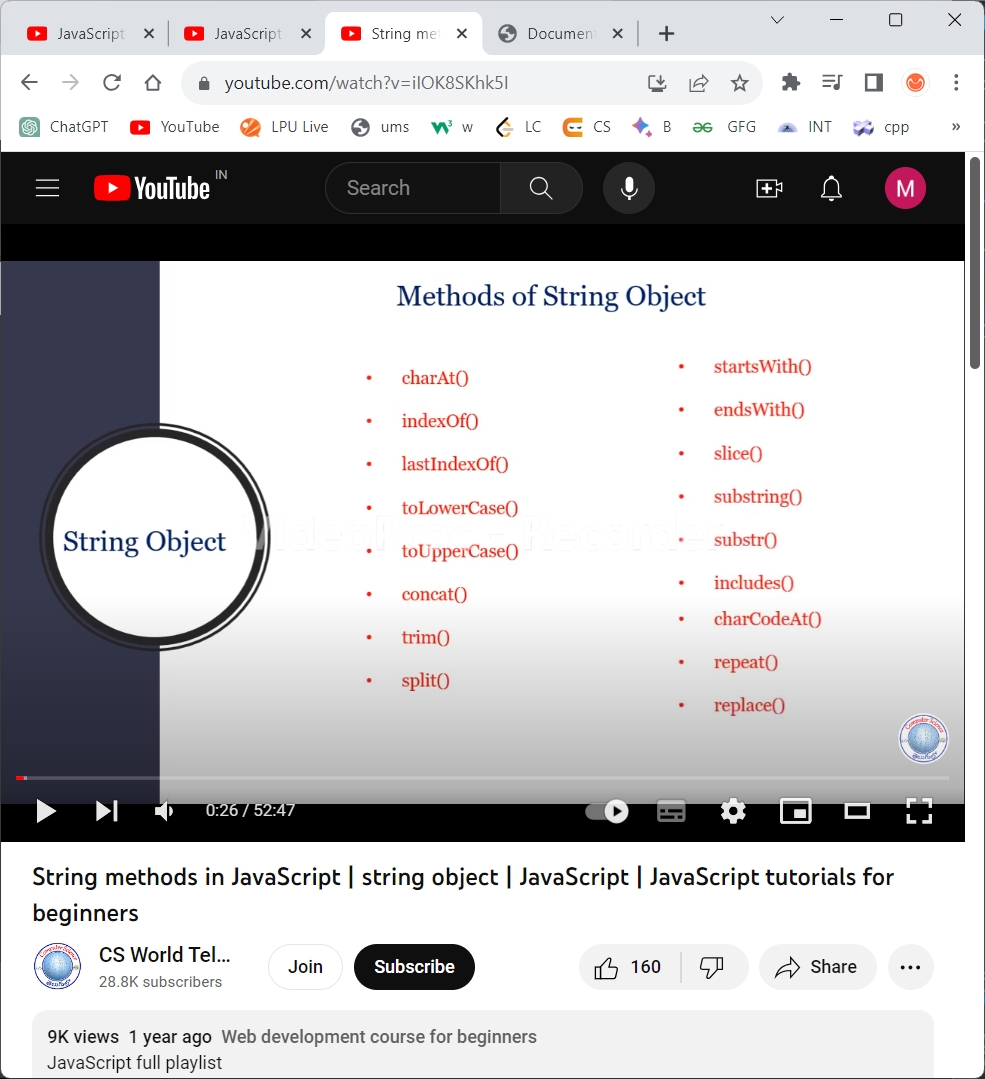 JavaScript
JavaScript
String met
Document
youtube.com/watch?v=iIOK8SKhk5I
ChatGPT
YouTube
LPU Live
ums
w
LC
CS
B
GFG
INT
cpp
»
YouTube IN
Search
M
Methods of String Object
String Object
• charAt()
• indexOf()
• lastIndexOf()
• toLowerCase()
• toUpperCase()
• concat()
• trim()
• split()
• startsWith()
• endsWith()
• slice()
• substring()
• substr()
• includes()
• charCodeAt()
• repeat()
• replace()
0:26 / 52:47
String methods in JavaScript | string object | JavaScript | JavaScript tutorials for
beginners
CS World Tel...
28.8K subscribers
Join
Subscribe
160
Share
9K views 1 year ago Web development course for beginners
JavaScript full playlist